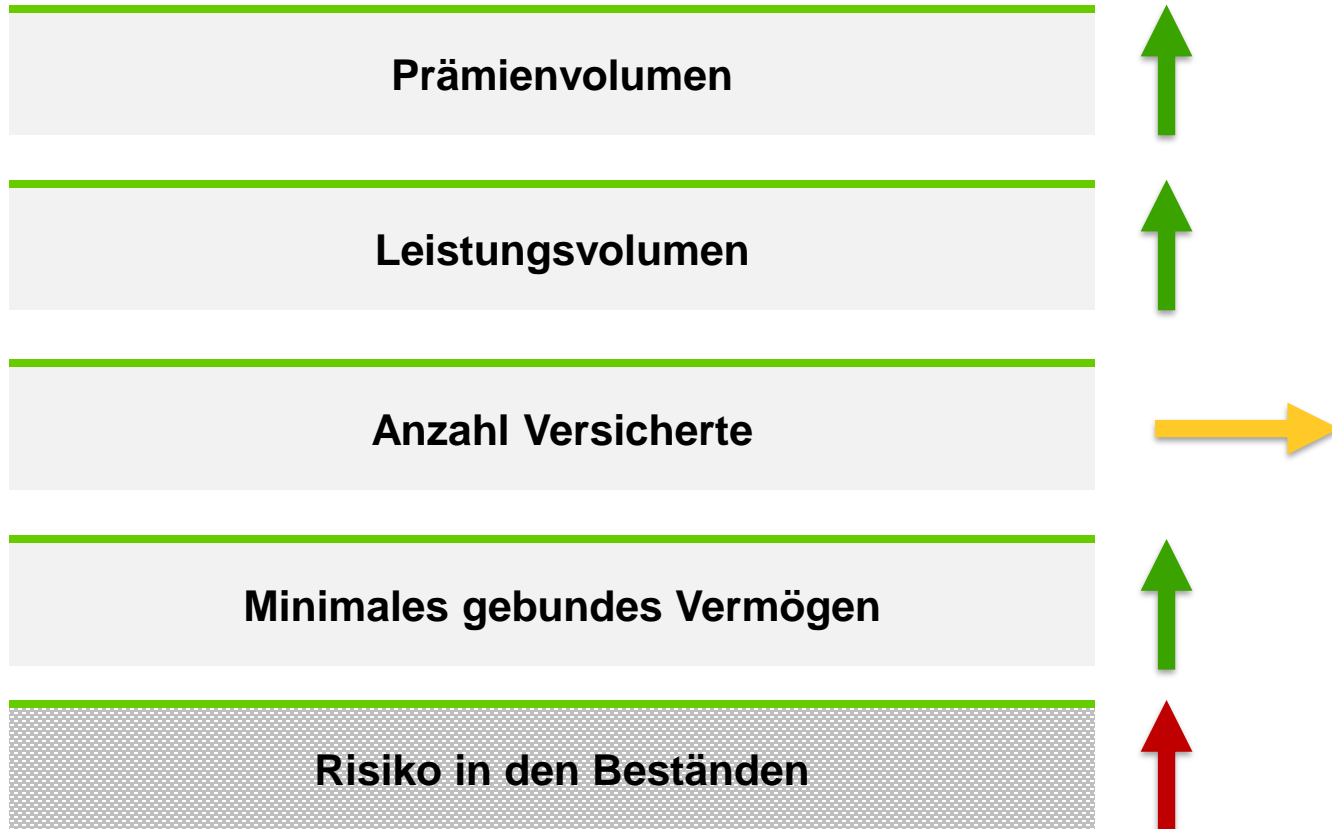 Prämienvolumen
Leistungsvolumen
Anzahl Versicherte
Minimales gebundes Vermögen
Risiko in den Beständen